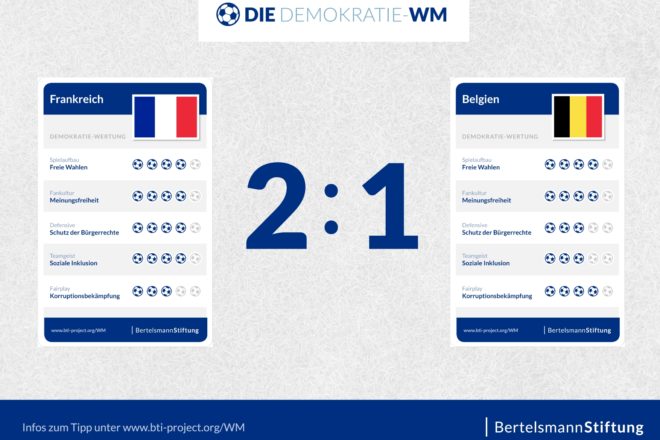 DIE DEMOKRATIE-WM
Frankreich
DEMOKRATIE-WERTUNG
Spielaufbau
Freie Wahlen
Fankultur
Meinungsfreiheit
Defensive
Schutz der Bürgerrechte
Teamgeist
Soziale Inklusion
Fairplay
Korruptionsbekämpfung
www.bti-project.org/WM
BertelsmannStiftung
2:1
Belgien
DEMOKRATIE-WERTUNG
Spielaufbau
Freie Wahlen
Fankultur
Meinungsfreiheit
Defensive
Schutz der Bürgerrechte
Teamgeist
Soziale Inklusion
Fairplay
Korruptionsbekämpfung
www.bti-project.org/WM
BertelsmannStiftung
Infos zum Tipp unter www.bti-project.org/WM
BertelsmannStiftung